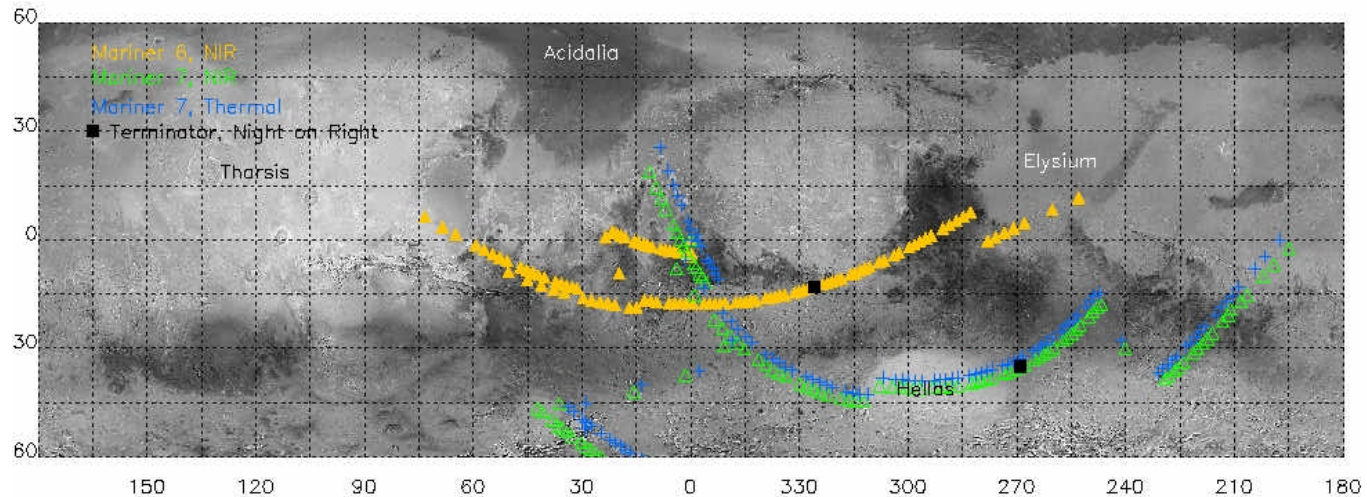 60
Mariner 6, NIR
Acidalia
Mariner 7, NIR
Mariner 7, Thermal
30
Terminator, Night on Right
Tharsis
Elysium
0
30
Hellas
60
150 120 90 60 30 0 330 300 270 240 210 180